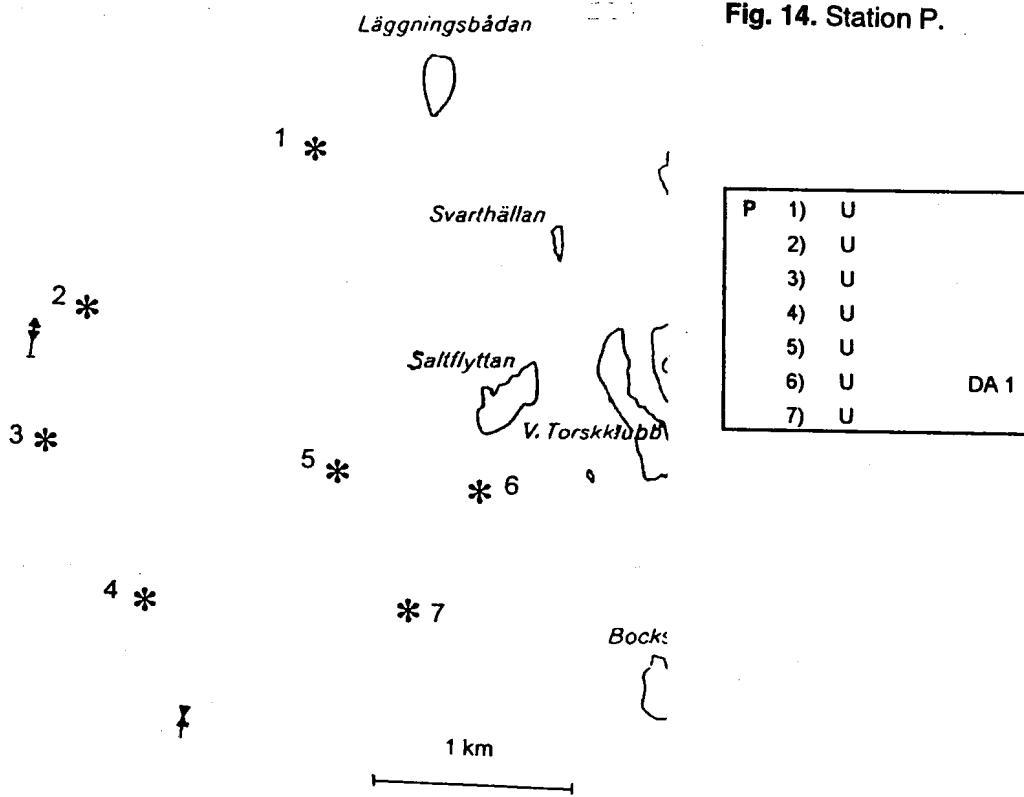 Fig. 14. Station P.
Läggningsbådan
1
Svarthällan
2
Saltflyttan
3
V. Torskklubb
5
6
4
7
Bocks
1 km
P 1) U
2) U
3) U
4) U
5) U
6) U DA 1
7) U